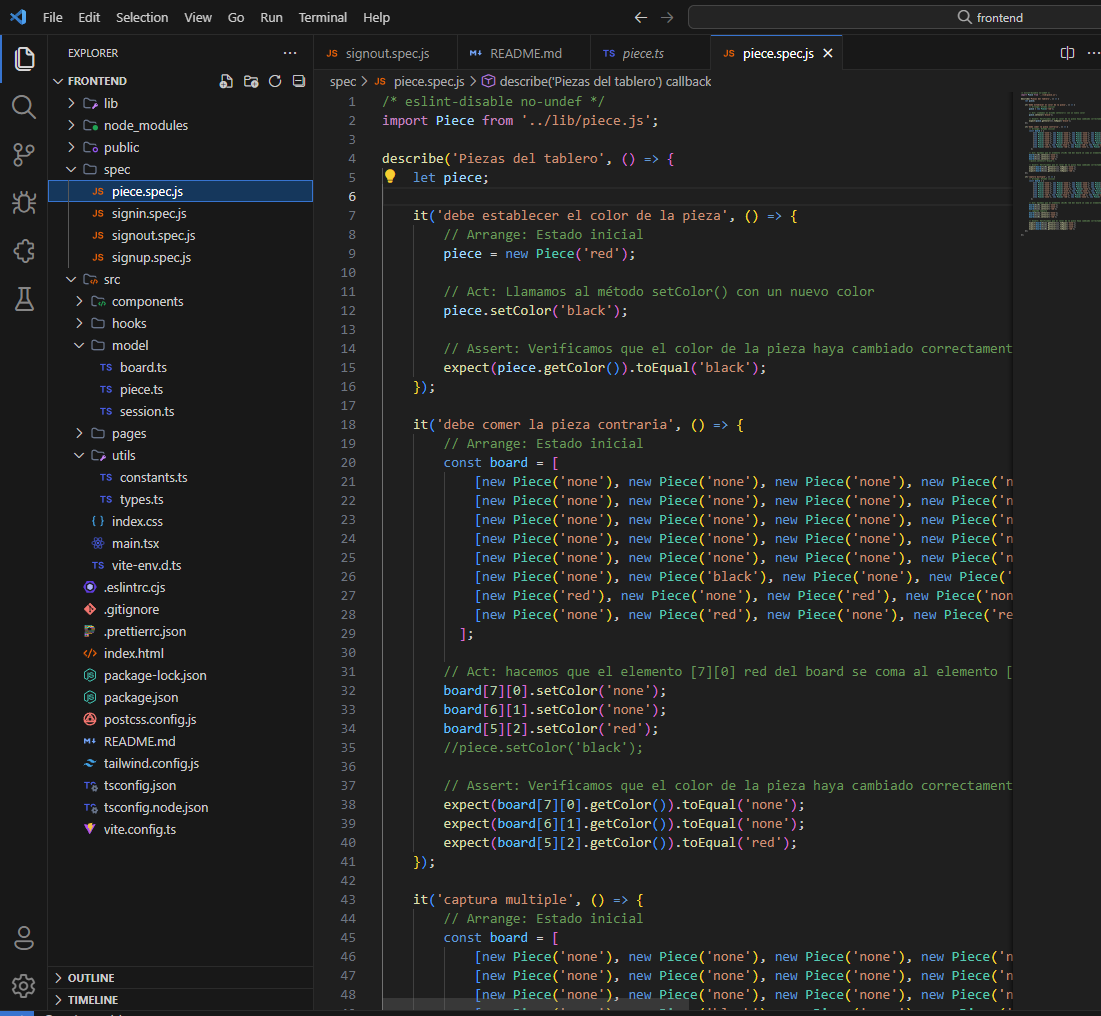 File Edit Selection View Go Run Terminal Help
frontend
EXPLORER
FRONTEND
lib
node_modules
public
spec
JS piece.spec.js
JS signin.spec.js
JS signout.spec.js
JS signup.spec.js
src
components
hooks
model
TS board.ts
TS piece.ts
TS session.ts
pages
utils
TS constants.ts
TS types.ts
{ } index.css
main.tsx
TS vite-env.d.ts
.eslintrc.cjs
.gitignore
.prettierrc.json
index.html
package-lock.json
package.json
postcss.config.js
README.md
tailwind.config.js
tsconfig.json
tsconfig.node.json
vite.config.ts
OUTLINE
TIMELINE
JS signout.spec.js M↓ README.md TS piece.ts JS piece.spec.js
spec > JS piece.spec.js > describe('Piezas del tablero') callback
1 /* eslint-disable no-undef */
2 import Piece from '../lib/piece.js';
3
4 describe('Piezas del tablero', () => {
5 let piece;
6
7 it('debe establecer el color de la pieza', () => {
8 // Arrange: Estado inicial
9 piece = new Piece('red');
10
11 // Act: Llamamos al método setColor() con un nuevo color
12 piece.setColor('black');
13
14 // Assert: Verificamos que el color de la pieza haya cambiado correctament
15 expect(piece.getColor()).toEqual('black');
16 });
17
18 it('debe comer la pieza contraria', () => {
19 // Arrange: Estado inicial
20 const board = [
21 [new Piece('none'), new Piece('none'), new Piece('none'), new Piece('n
22 [new Piece('none'), new Piece('none'), new Piece('none'), new Piece('n
23 [new Piece('none'), new Piece('none'), new Piece('none'), new Piece('n
24 [new Piece('none'), new Piece('none'), new Piece('none'), new Piece('n
25 [new Piece('none'), new Piece('none'), new Piece('none'), new Piece('n
26 [new Piece('none'), new Piece('black'), new Piece('none'), new Piece('
27 [new Piece('red'), new Piece('none'), new Piece('red'), new Piece('non
28 [new Piece('none'), new Piece('red'), new Piece('none'), new Piece('re
29 ];
30
31 // Act: hacemos que el elemento [7][0] red del board se coma al elemento [
32 board[7][0].setColor('none');
33 board[6][1].setColor('none');
34 board[5][2].setColor('red');
35 //piece.setColor('black');
36
37 // Assert: Verificamos que el color de la pieza haya cambiado correctament
38 expect(board[7][0].getColor()).toEqual('none');
39 expect(board[6][1].getColor()).toEqual('none');
40 expect(board[5][2].getColor()).toEqual('red');
41 });
42
43 it('captura multiple', () => {
44 // Arrange: Estado inicial
45 const board = [
46 [new Piece('none'), new Piece('none'), new Piece('none'), new Piece('n
47 [new Piece('none'), new Piece('none'), new Piece('none'), new Piece('n
48 [new Piece('none'), new Piece('none'), new Piece('none'), new Piece('n